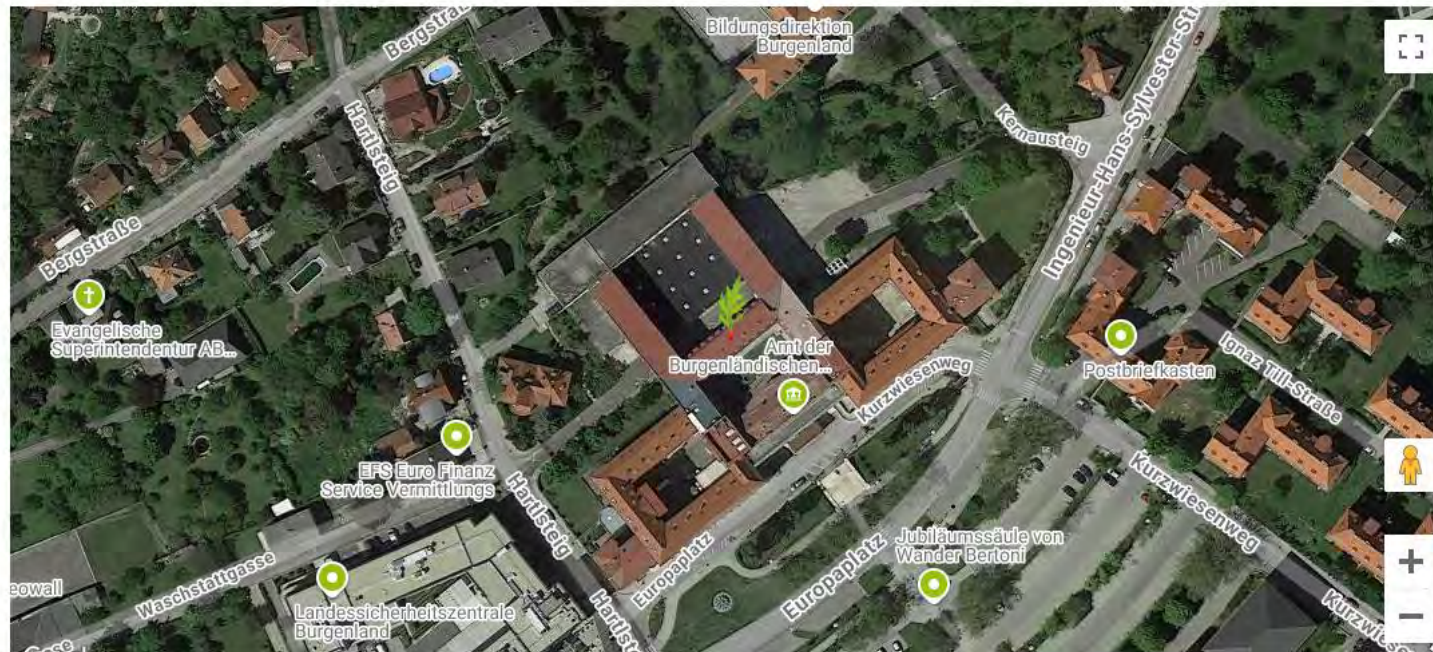 Bergstraße
Bildungsdirektion
Burgenland
Ingenieur-Hans-Sylvester-Str
Hartlsteig
Kernausteig
Bergstraße
Evangelische
Superintendentur AB...
Amt der
Burgenländischen...
Kurzwiesenweg
Postbriefkasten
Ignaz Till-Straße
EFS Euro Finanz
Service Vermittlungs
Hartlsteig
Kurzwiesenweg
Europaplatz
Europaplatz
Jubiläumssäule von
Wander Bertoni
eowall
Waschstattgasse
Landessicherheitszentrale
Burgenland
Hartlst
Kurzwiese
Gase